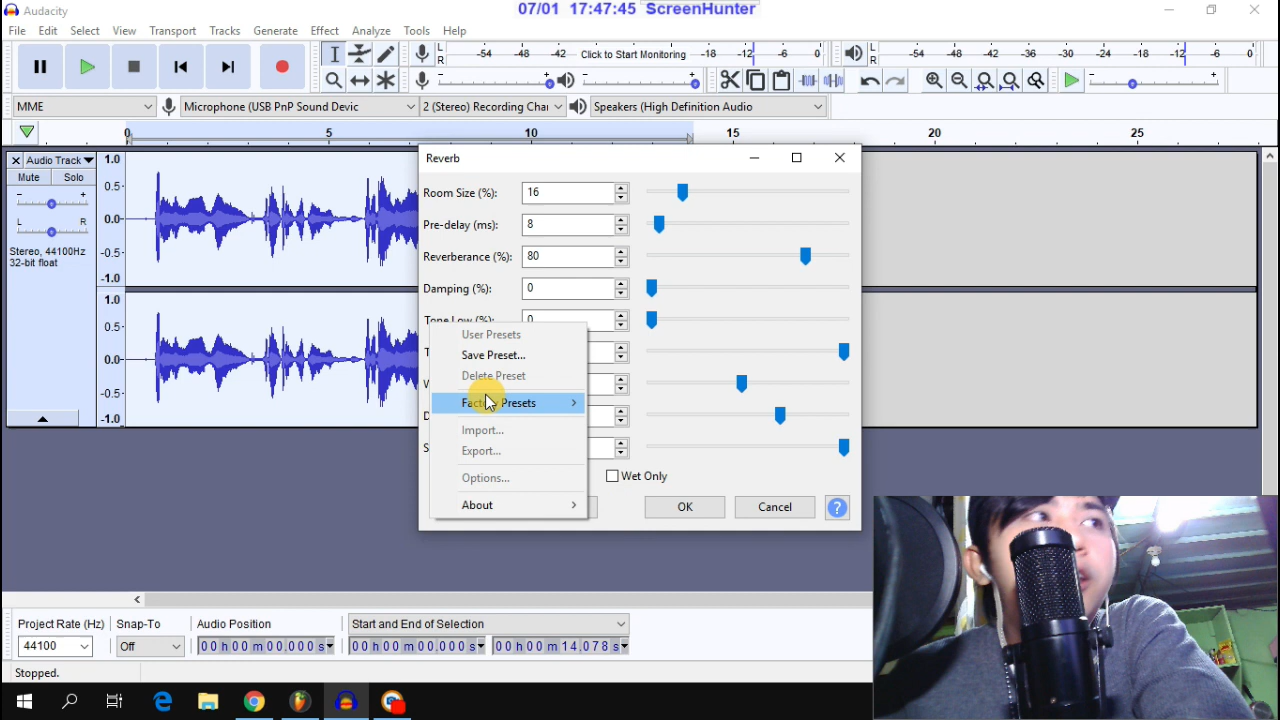 Audacity
07/01 17:47:45 ScreenHunter
File Edit Select View Transport Tracks Generate Effect Analyze Tools Help
L R -54 -48 -42 Click to Start Monitoring -18 -12 -6 0 L R -54 -48 -42 -36 -30 -24 -18 -12 -6 0
- + - + - +
MME Microphone (USB PnP Sound Devic 2 (Stereo) Recording Chai Speakers (High Definition Audio
0 5 10 15 20 25
× Audio Track 1.0
Mute Solo
- + 0.5
L R 0.0
Stereo, 44100Hz -0.5
32-bit float
-1.0
1.0
0.5
0.0
-0.5
-1.0
Reverb
Room Size (%): 16
Pre-delay (ms): 8
Reverberance (%): 80
Damping (%): 0
Tone Low (%): 0
User Presets
Save Preset...
Delete Preset
Presets
Import...
Export...
Options...
About
Wet Only
OK Cancel ?
Project Rate (Hz) Snap-To Audio Position Start and End of Selection
44100 Off 00h00m00.000s 00h00m00.000s 00h00m14.078s
Stopped.